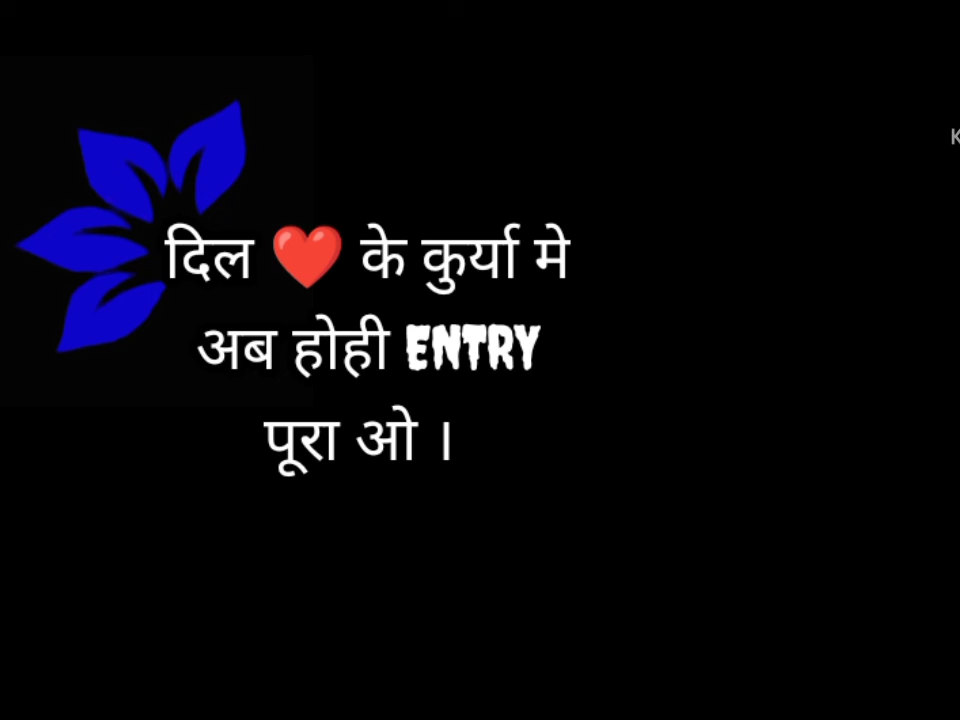 दिल ❤️ के कुर्या मे
अब होही ENTRY
पूरा ओ ।
K